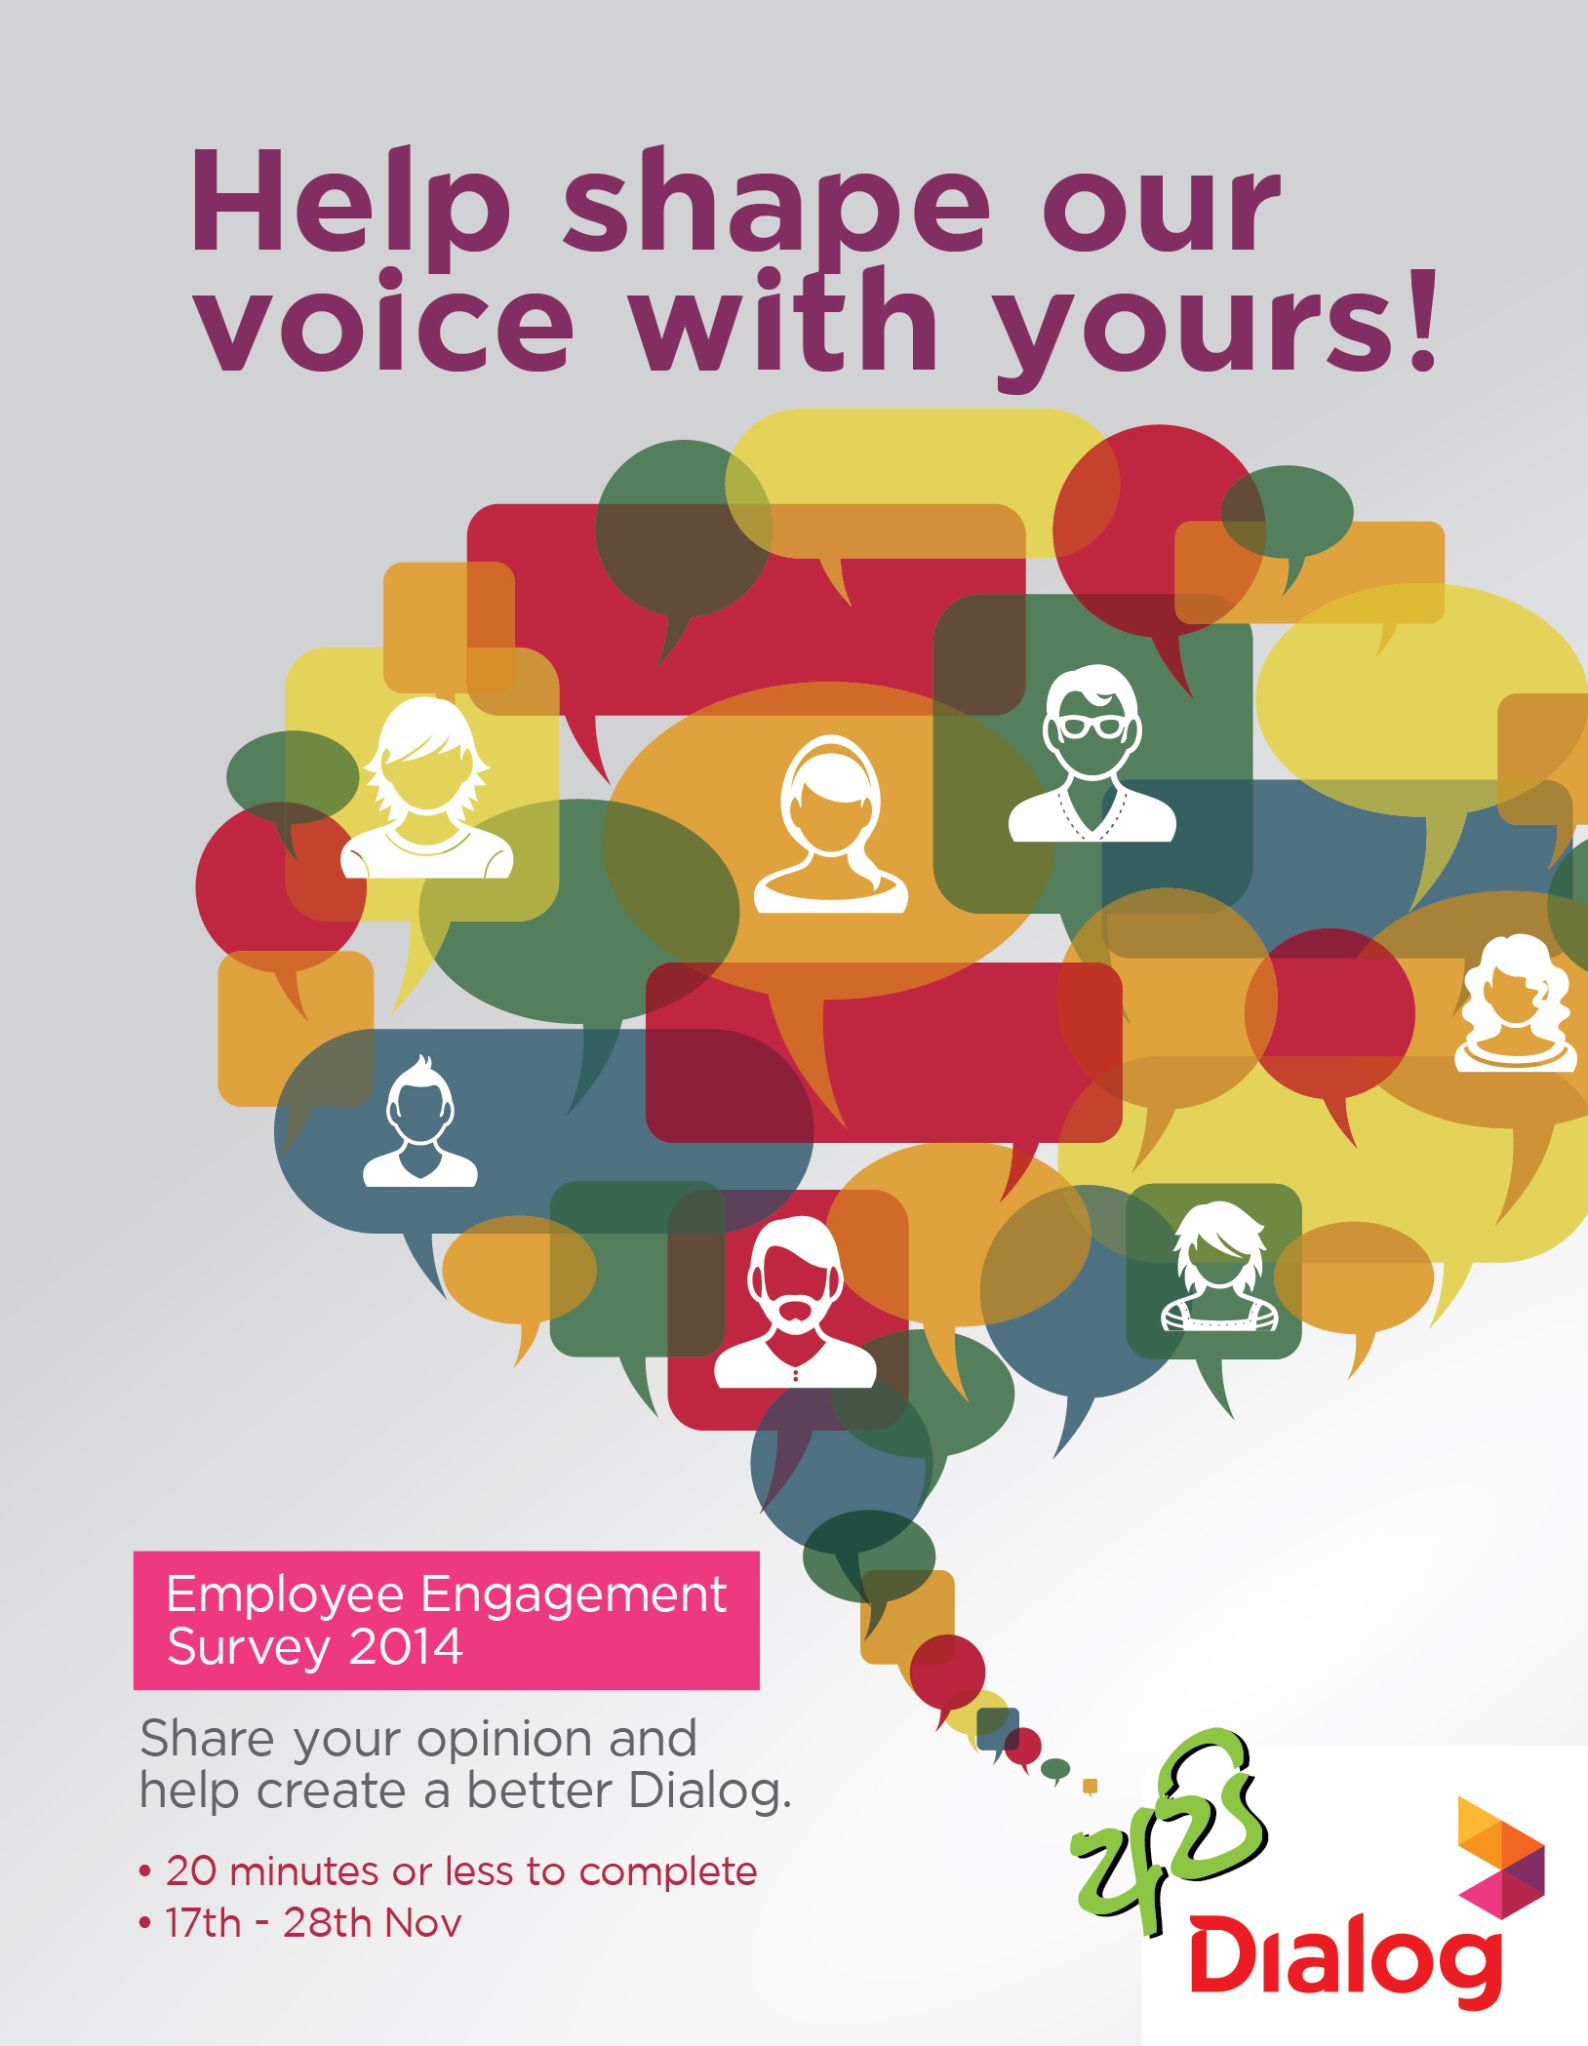 Help shape our
voice with yours!
Employee Engagement
Survey 2014
Share your opinion and
help create a better Dialog.
• 20 minutes or less to complete
• 17th - 28th Nov
Dialog